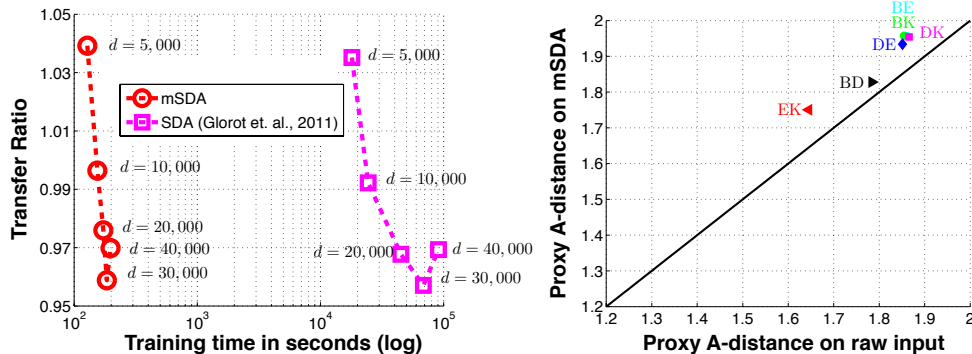 Transfer Ratio
1.05
1.03
1.01
0.99
0.97
0.95
d = 5, 000
d = 10, 000
d = 20, 000
d = 40, 000
d = 30, 000
mSDA
SDA (Glorot et. al., 2011)
d = 5, 000
d = 10, 000
d = 20, 000
d = 40, 000
d = 30, 000
10^2
10^3
10^4
10^5
Training time in seconds (log)
Proxy A-distance on mSDA
2
1.9
1.8
1.7
1.6
1.5
1.4
1.3
1.2
BE
BK
DK
DE
BD
EK
1.2
1.3
1.4
1.5
1.6
1.7
1.8
1.9
2
Proxy A-distance on raw input